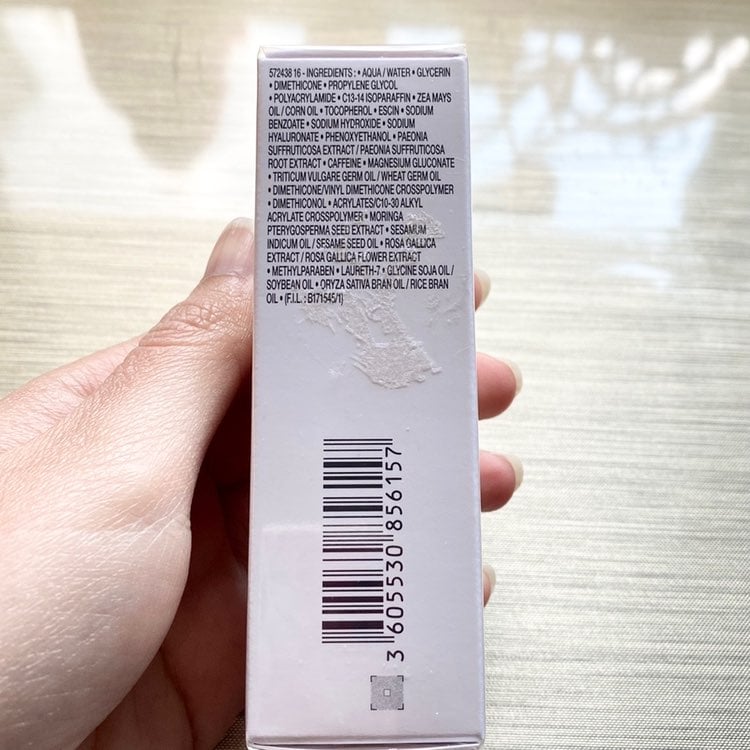 572438 16 - INGREDIENTS : • AQUA / WATER • GLYCERIN
• DIMETHICONE • PROPYLENE GLYCOL
• POLYACRYLAMIDE • C13-14 ISOPARAFFIN • ZEA MAYS
OIL / CORN OIL • TOCOPHEROL • ESCIN • SODIUM
BENZOATE • SODIUM HYDROXIDE • SODIUM
HYALURONATE • PHENOXYETHANOL • PAEONIA
SUFFRUTICOSA EXTRACT / PAEONIA SUFFRUTICOSA
ROOT EXTRACT • CAFFEINE • MAGNESIUM GLUCONATE
• TRITICUM VULGARE GERM OIL / WHEAT GERM OIL
• DIMETHICONE/VINYL DIMETHICONE CROSSPOLYMER
• DIMETHICONOL • ACRYLATES/C10-30 ALKYL
ACRYLATE CROSSPOLYMER • MORINGA
PTERYGOSPERMA SEED EXTRACT • SESAMUM
INDICUM OIL / SESAME SEED OIL • ROSA GALLICA
EXTRACT / ROSA GALLICA FLOWER EXTRACT
• METHYLPARABEN • LAURETH-7 • GLYCINE SOJA OIL /
SOYBEAN OIL • ORYZA SATIVA BRAN OIL / RICE BRAN
OIL • (F.I.L. : B171545/1)
3 605530 856157